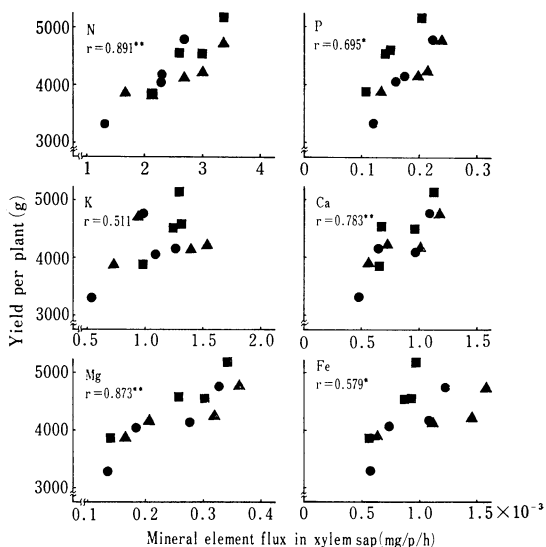 N
r=0.891**
P
r=0.695*
5000
4000
3000
1 2 3 4
0 0.1 0.2 0.3
K
r=0.511
Ca
r=0.783**
5000
4000
3000
0.5 1.0 1.5 2.0
0 0.5 1.0 1.5
Mg
r=0.873**
Fe
r=0.579*
5000
4000
3000
0.1 0.2 0.3 0.4
0 0.5 1.0 1.5×10⁻³
Yield per plant(g)
Mineral element flux in xylem sap(mg/p/h)